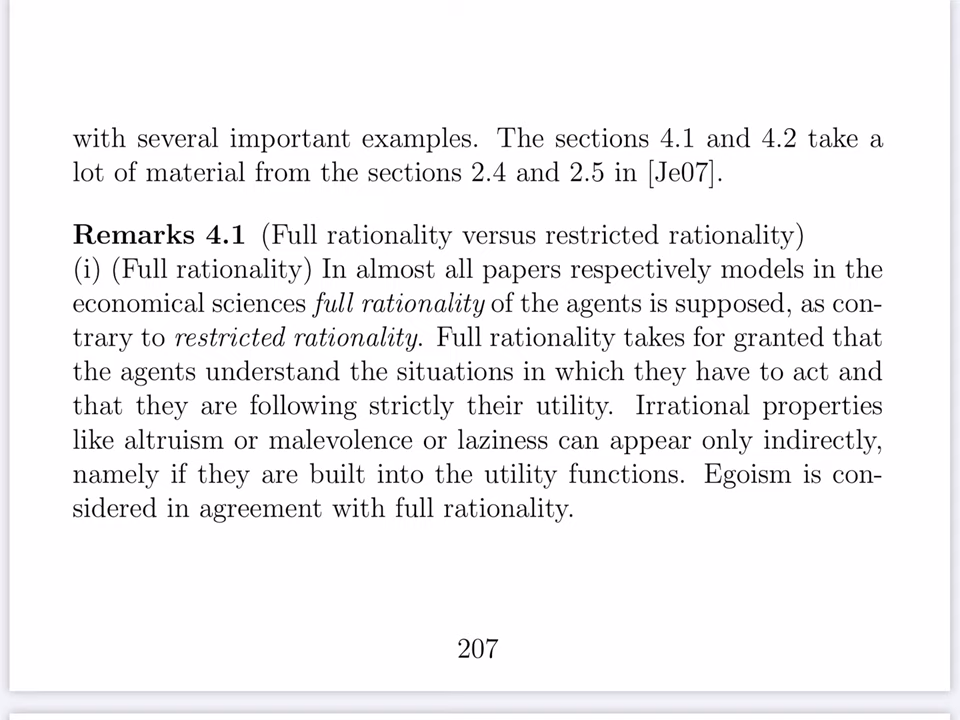 with several important examples. The sections 4.1 and 4.2 take a
lot of material from the sections 2.4 and 2.5 in [Je07].
Remarks 4.1 (Full rationality versus restricted rationality)
(i) (Full rationality) In almost all papers respectively models in the
economical sciences full rationality of the agents is supposed, as con-
trary to restricted rationality. Full rationality takes for granted that
the agents understand the situations in which they have to act and
that they are following strictly their utility. Irrational properties
like altruism or malevolence or laziness can appear only indirectly,
namely if they are built into the utility functions. Egoism is con-
sidered in agreement with full rationality.
207